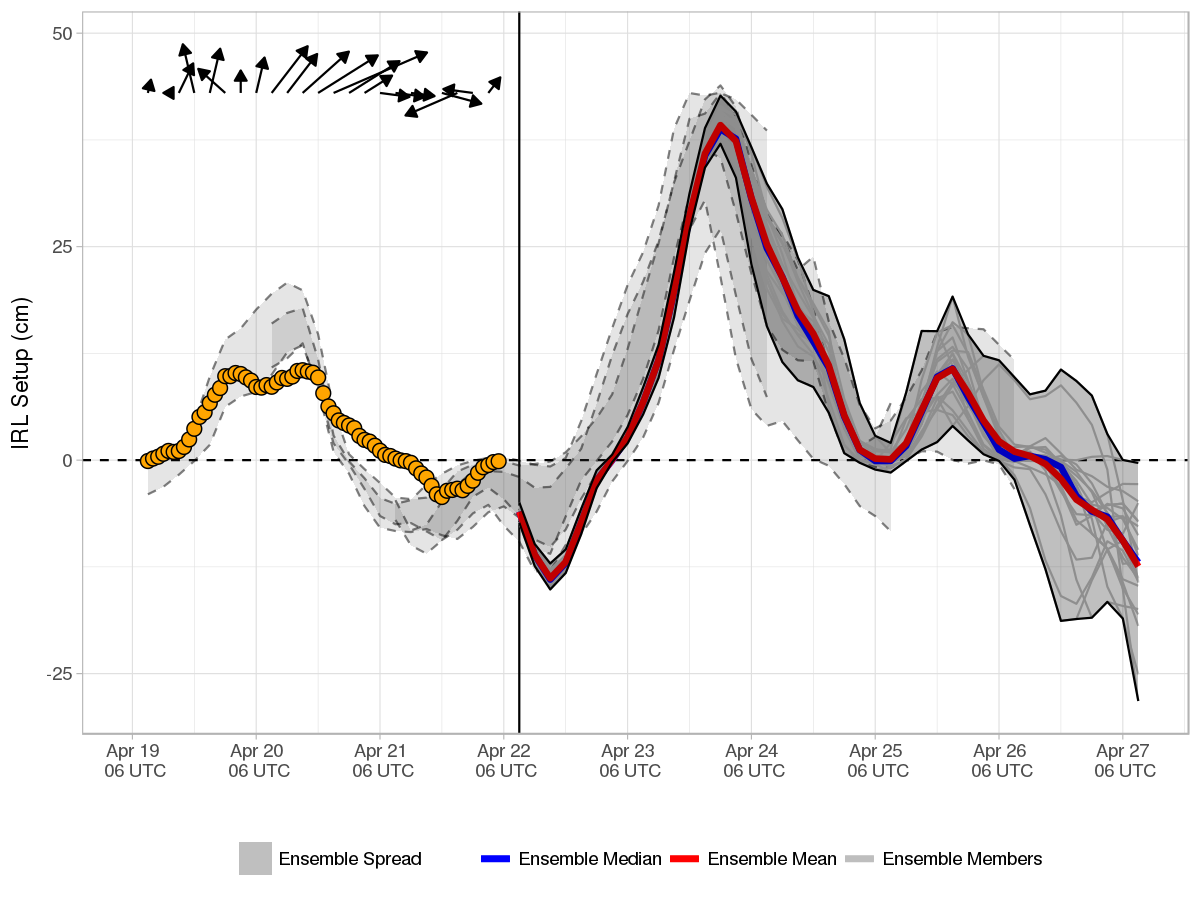 50
25
0
-25
IRL Setup (cm)
Apr 19 Apr 20 Apr 21 Apr 22 Apr 23 Apr 24 Apr 25 Apr 26 Apr 27
06 UTC 06 UTC 06 UTC 06 UTC 06 UTC 06 UTC 06 UTC 06 UTC 06 UTC
Ensemble Spread Ensemble Median Ensemble Mean Ensemble Members